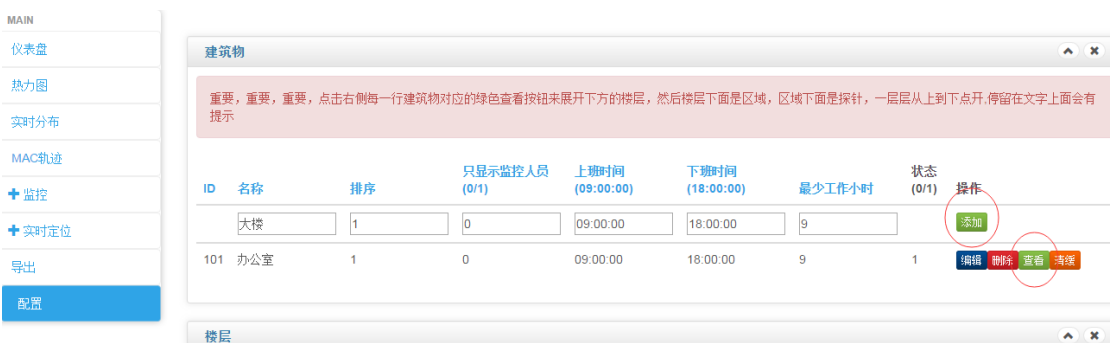 MAIN
仪表盘
热力图
实时分布
MAC轨迹
监控
实时定位
导出
配置
建筑物
重要，重要，重要，点击右侧每一行建筑物对应的绿色查看按钮来展开下方的楼层，然后楼层下面是区域，区域下面是探针，一层层从上到下点开.停留在文字上面会有
提示
ID 名称 排序 只显示监控人员 (0/1) 上班时间 (09:00:00) 下班时间 (18:00:00) 最少工作小时 状态 (0/1) 操作
大楼 1 0 09:00:00 18:00:00 9 添加
101 办公室 1 0 09:00:00 18:00:00 9 1 编辑 删除 查看 清缓
楼层